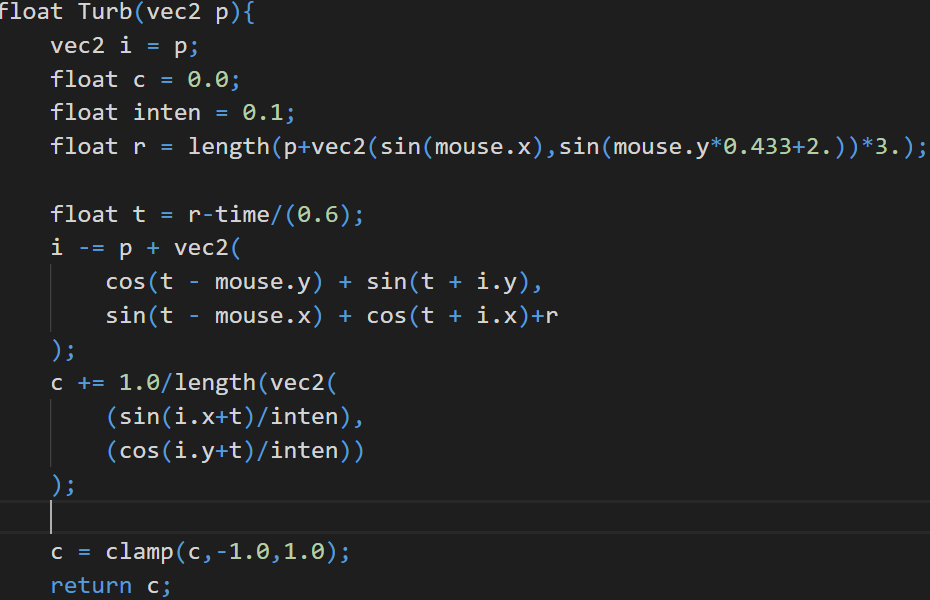 float Turb(vec2 p){
    vec2 i = p;
    float c = 0.0;
    float inten = 0.1;
    float r = length(p+vec2(sin(mouse.x),sin(mouse.y*0.433+2.))*3.);
    float t = r-time/(0.6);
    i -= p + vec2(
        cos(t - mouse.y) + sin(t + i.y),
        sin(t - mouse.x) + cos(t + i.x)+r
    );
    c += 1.0/length(vec2(
        (sin(i.x+t)/inten),
        (cos(i.y+t)/inten))
    );
    c = clamp(c,-1.0,1.0);
    return c;